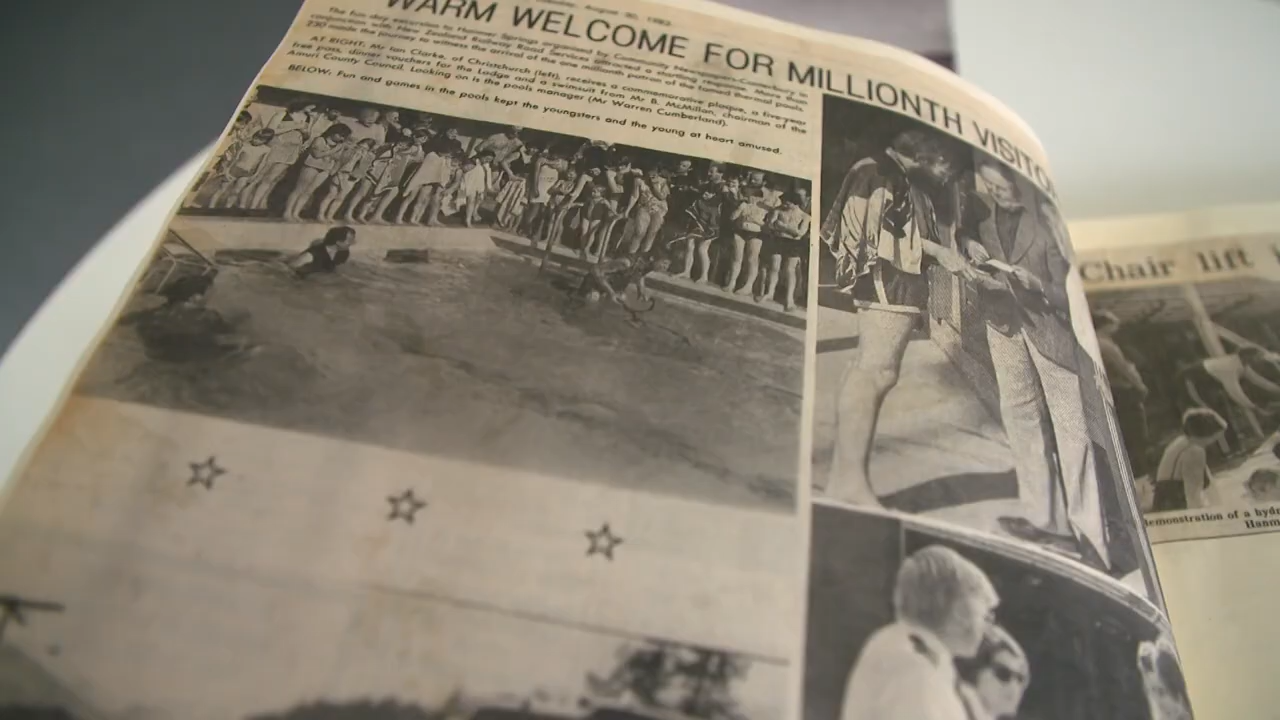 August 30, 1983
WARM WELCOME FOR MILLIONTH VISITO
The fun day excursion to Hanmer Springs organised by Community Newspapers-Canterbury in
conjunction with New Zealand Railway Road Services attracted a startling response. More than
230 made the journey to witness the arrival of the one millionth patron of the famed thermal pools.
AT RIGHT: Mr Ian Clarke, of Christchurch (left), receives a commemorative plaque, a five-year
free pass, dinner vouchers for the Lodge and a swimsuit from Mr B. McMillan, chairman of the
Amuri County Council. Looking on is the pools manager (Mr Warren Cumberland).
BELOW: Fun and games in the pools kept the youngsters and the young at heart amused.
Chair lift
demonstration of a hyd
Hanm